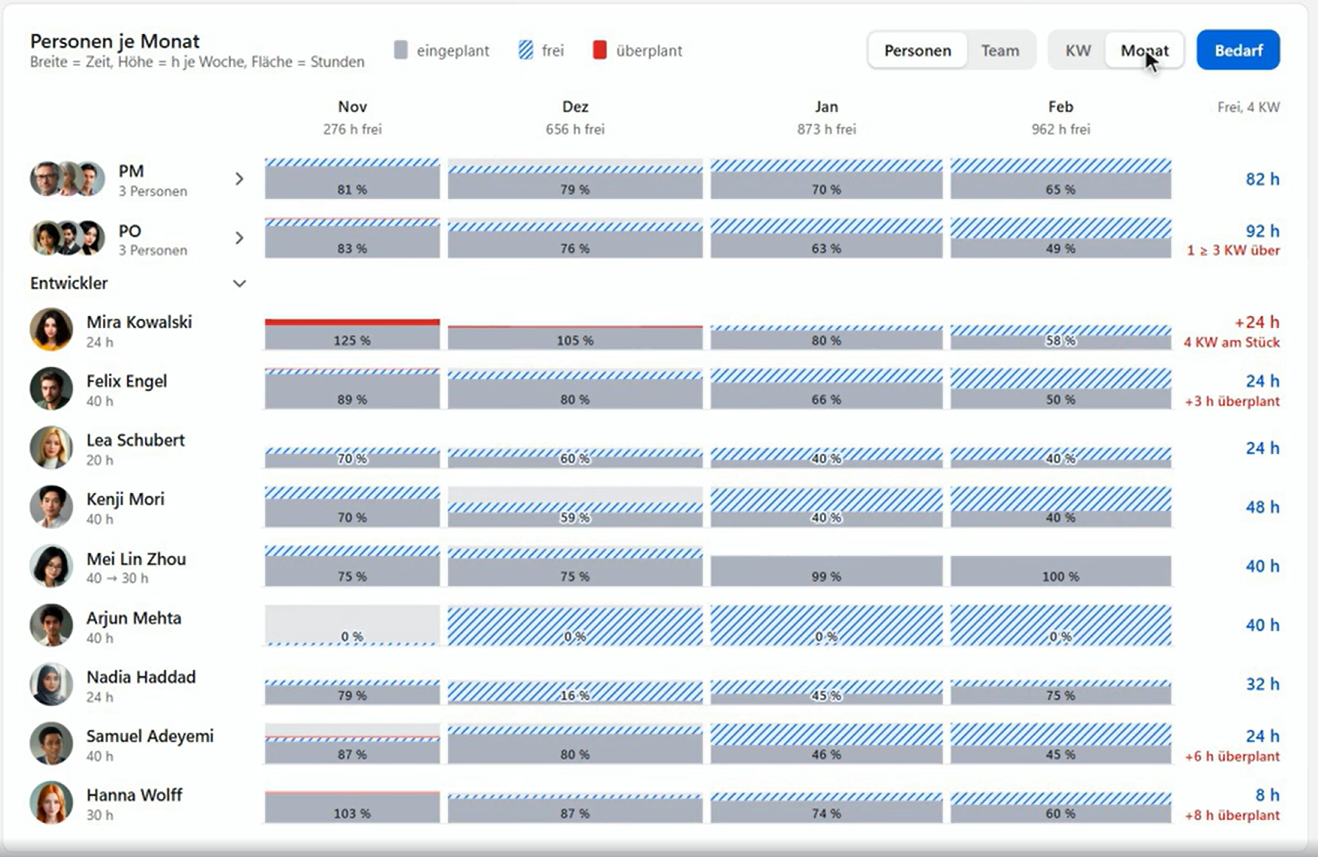 Personen je Monat
Breite = Zeit, Höhe = h je Woche, Fläche = Stunden
eingeplant
frei
überplant
Personen
Team
KW
Monat
Bedarf
Nov
Dez
Jan
Feb
Frei, 4 KW
276 h frei
656 h frei
873 h frei
962 h frei
PM
3 Personen
81 %
79 %
70 %
65 %
82 h
PO
3 Personen
83 %
76 %
63 %
49 %
92 h
1 ≥ 3 KW über
Entwickler
Mira Kowalski
24 h
125 %
105 %
80 %
58 %
+24 h
4 KW am Stück
Felix Engel
40 h
89 %
80 %
66 %
50 %
24 h
+3 h überplant
Lea Schubert
20 h
70 %
60 %
40 %
40 %
24 h
Kenji Mori
40 h
70 %
59 %
40 %
40 %
48 h
Mei Lin Zhou
40 → 30 h
75 %
75 %
99 %
100 %
40 h
Arjun Mehta
40 h
0 %
0 %
0 %
0 %
40 h
Nadia Haddad
24 h
79 %
16 %
45 %
75 %
32 h
Samuel Adeyemi
40 h
87 %
80 %
46 %
45 %
24 h
+6 h überplant
Hanna Wolff
30 h
103 %
87 %
74 %
60 %
8 h
+8 h überplant